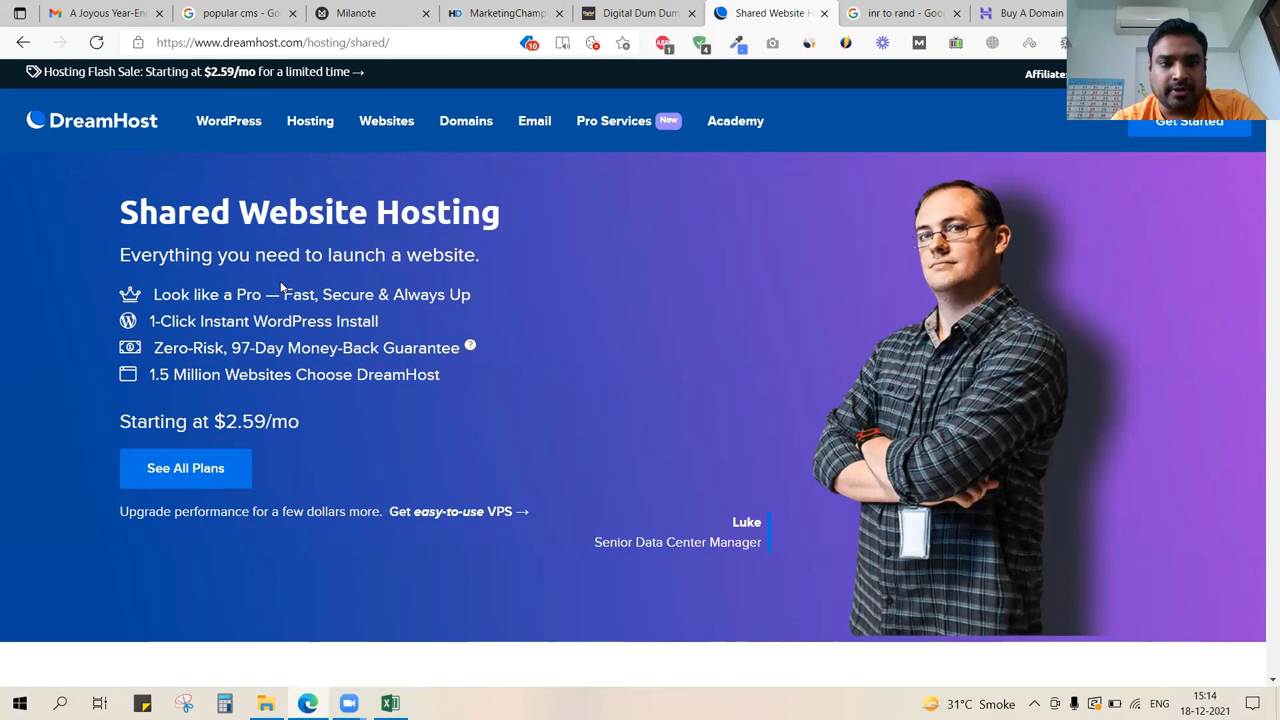 A Joyous Year-En
popular cms - Go
Milanote
MarketingChamp
Digital Dum Dum
Shared Website H
inr to rand - Goo
Buy A Domain
https://www.dreamhost.com/hosting/shared/
10
1
4
Hosting Flash Sale: Starting at $2.59/mo for a limited time →
Affiliate
DreamHost
WordPress
Hosting
Websites
Domains
Email
Pro Services New
Academy
Get Started
Shared Website Hosting
Everything you need to launch a website.
Look like a Pro — Fast, Secure & Always Up
1-Click Instant WordPress Install
Zero-Risk, 97-Day Money-Back Guarantee ?
1.5 Million Websites Choose DreamHost
Starting at $2.59/mo
See All Plans
Upgrade performance for a few dollars more. Get easy-to-use VPS →
Luke
Senior Data Center Manager
31°C Smoke
ENG
15:14
18-12-2021